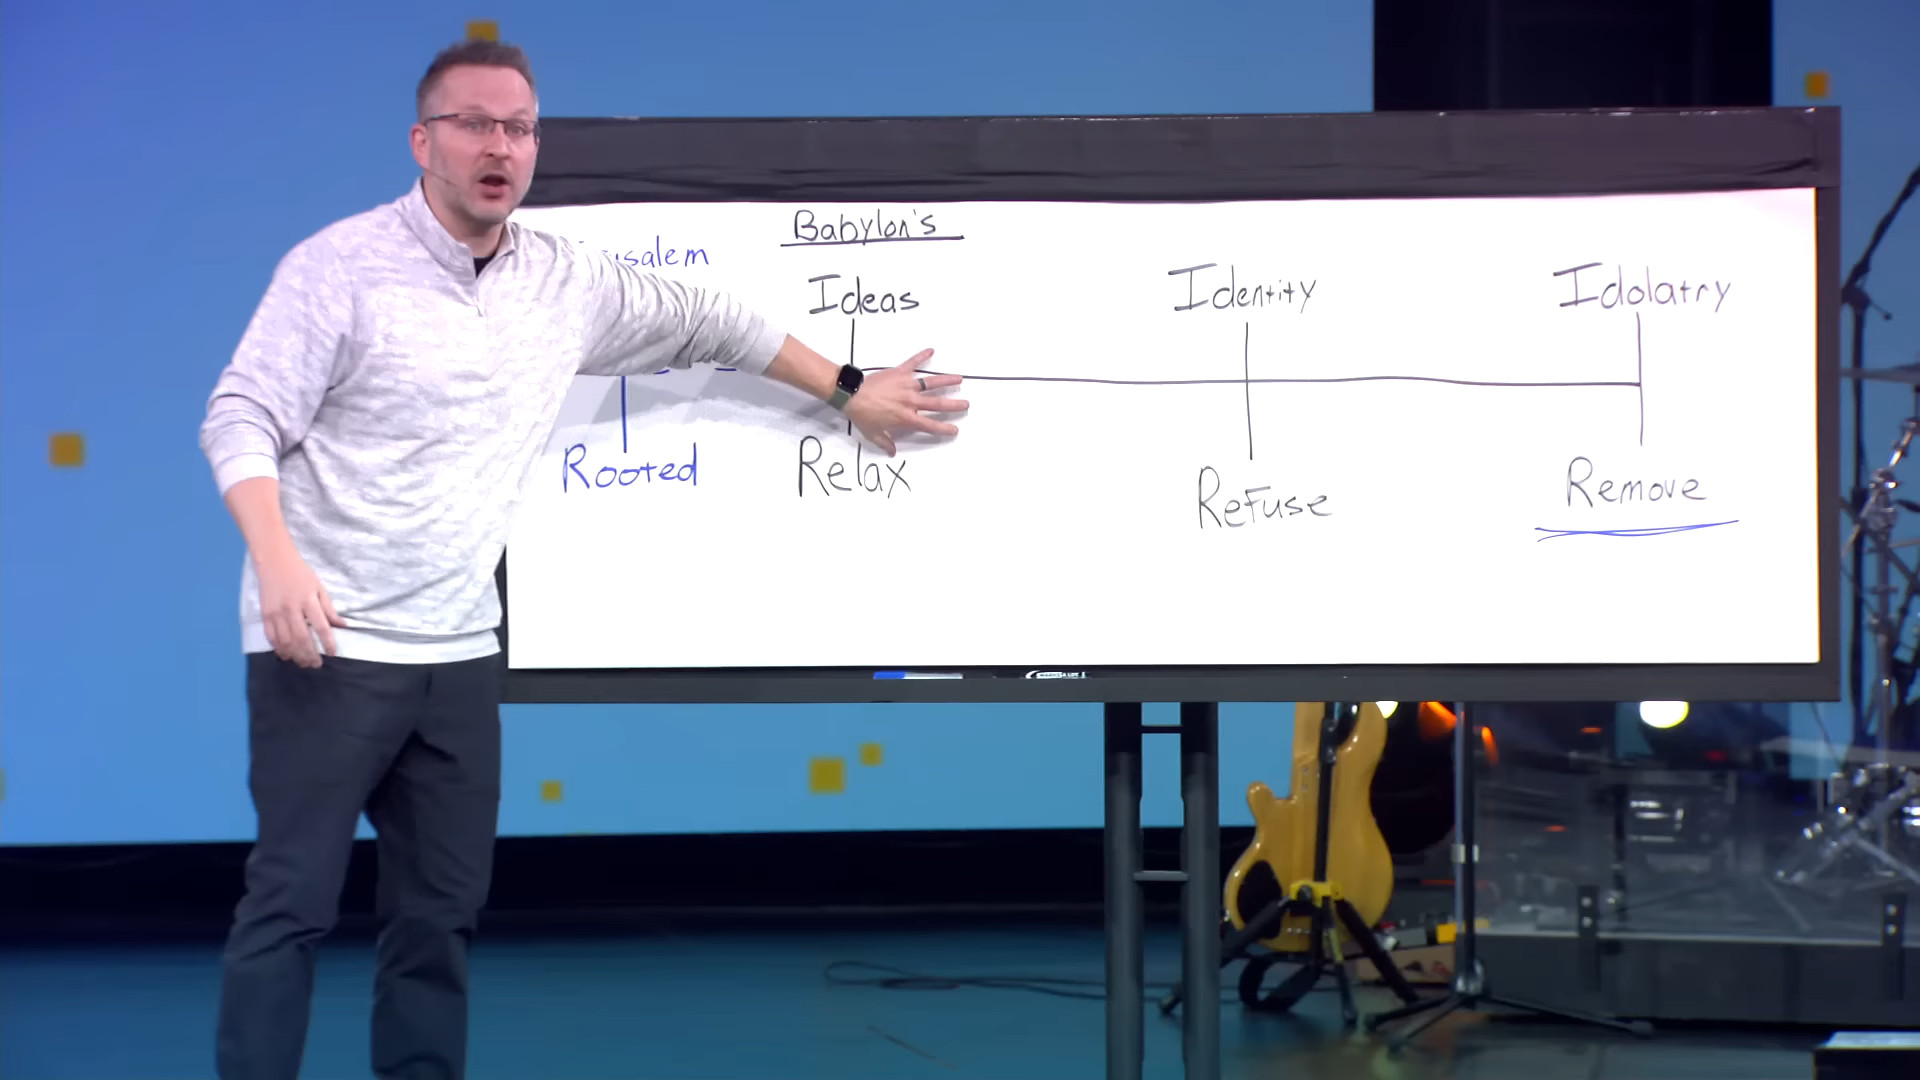 Babylon's
Ideas
Identity
Idolatry
Rooted
Relax
Refuse
Remove